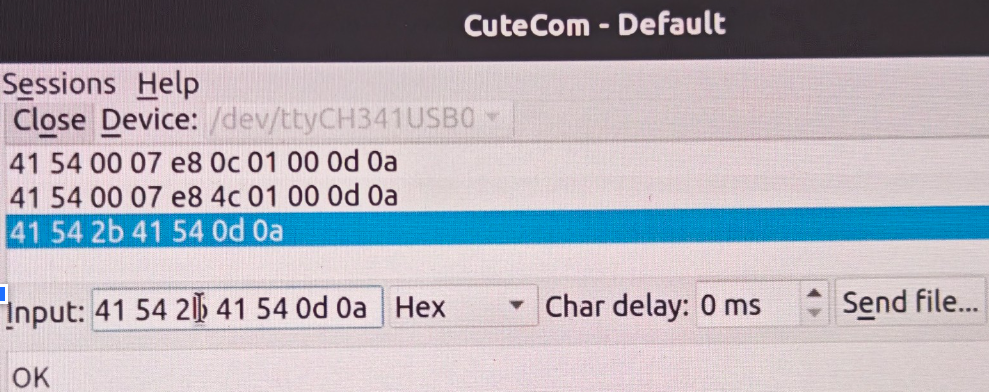 CuteCom - Default
Sessions Help
Close Device: /dev/ttyCH341USB0
41 54 00 07 e8 0c 01 00 0d 0a
41 54 00 07 e8 4c 01 00 0d 0a
41 54 2b 41 54 0d 0a
Input: 41 54 2b 41 54 0d 0a Hex Char delay: 0 ms Send file...
OK